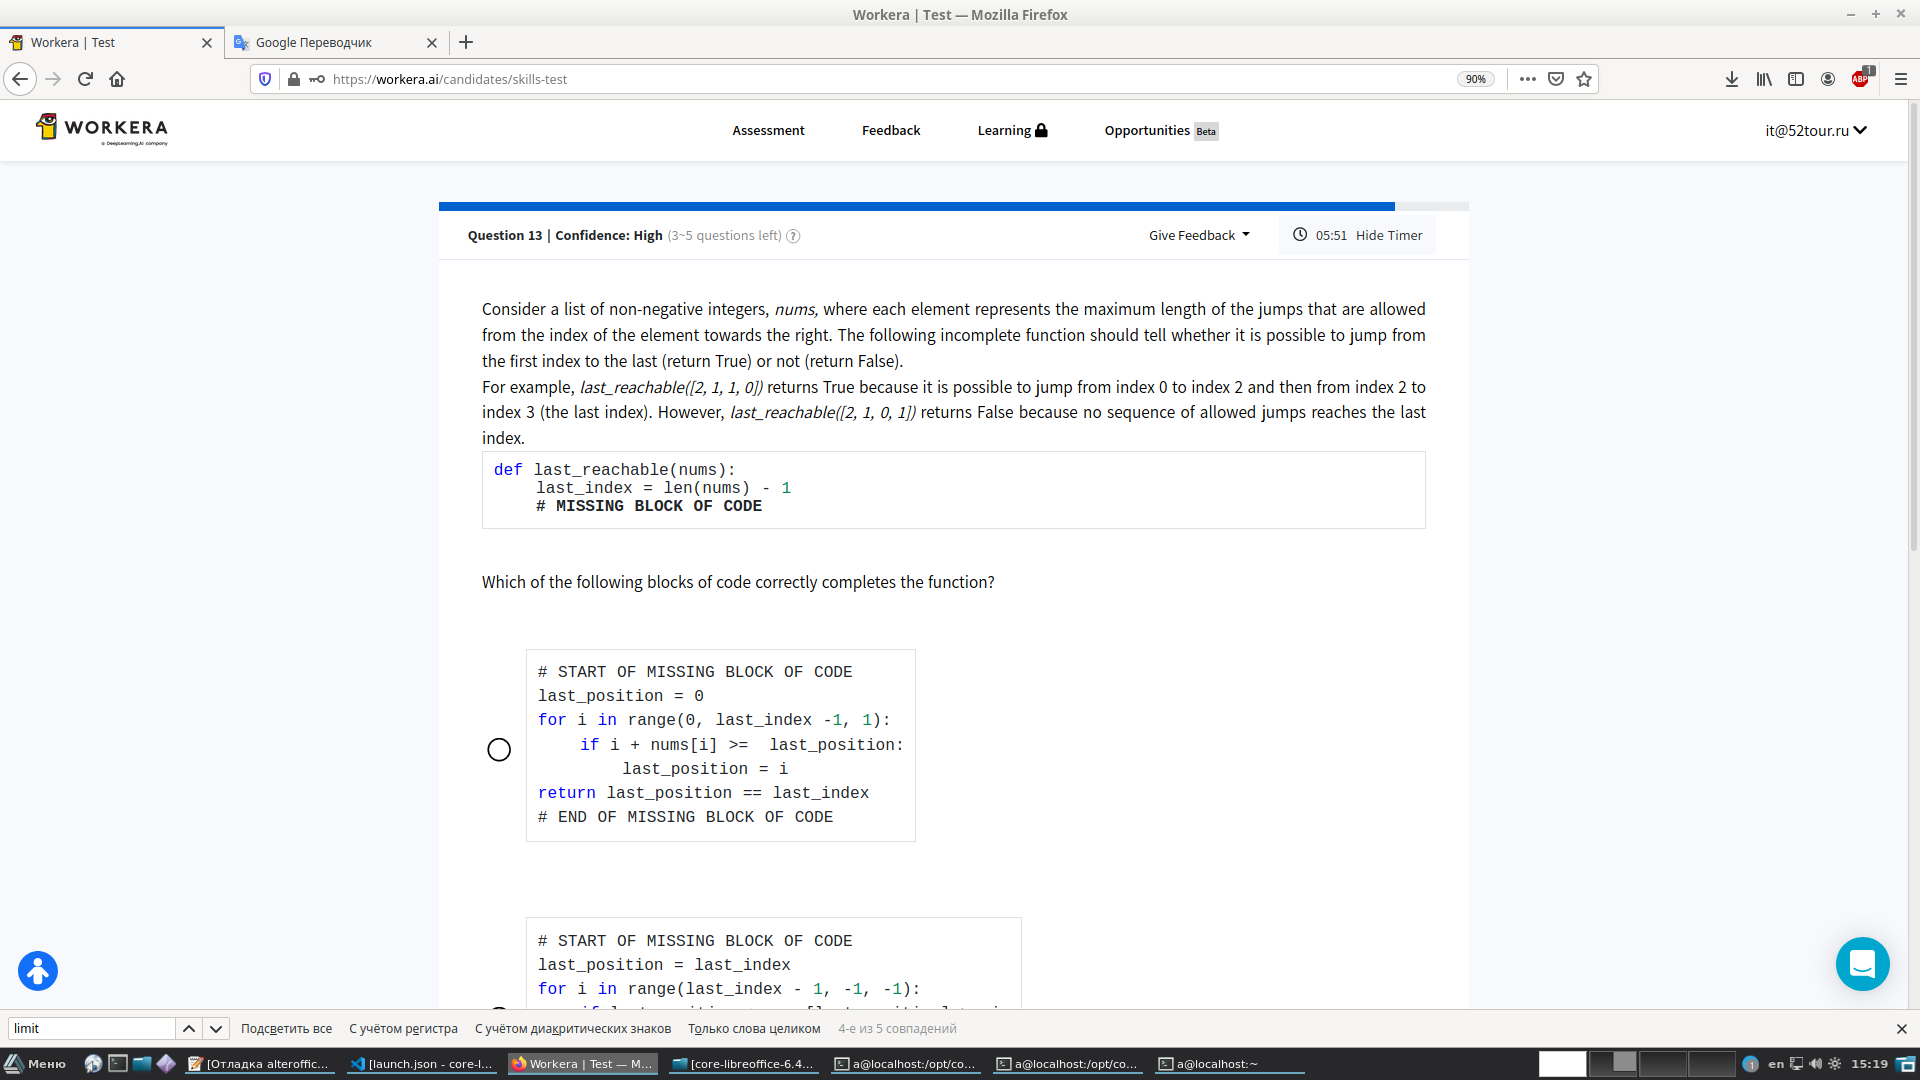 Workera | Test — Mozilla Firefox
Workera | Test
Google Переводчик
https://workera.ai/candidates/skills-test
90%
ABP
1
WORKERA
a DeepLearning.AI company
Assessment
Feedback
Learning
Opportunities Beta
it@52tour.ru
Question 13 | Confidence: High (3~5 questions left) ?
Give Feedback
05:51 Hide Timer
Consider a list of non-negative integers, nums, where each element represents the maximum length of the jumps that are allowed
from the index of the element towards the right. The following incomplete function should tell whether it is possible to jump from
the first index to the last (return True) or not (return False).
For example, last_reachable([2, 1, 1, 0]) returns True because it is possible to jump from index 0 to index 2 and then from index 2 to
index 3 (the last index). However, last_reachable([2, 1, 0, 1]) returns False because no sequence of allowed jumps reaches the last
index.
def last_reachable(nums):
last_index = len(nums) - 1
# MISSING BLOCK OF CODE
Which of the following blocks of code correctly completes the function?
# START OF MISSING BLOCK OF CODE
last_position = 0
for i in range(0, last_index -1, 1):
if i + nums[i] >=  last_position:
last_position = i
return last_position == last_index
# END OF MISSING BLOCK OF CODE
# START OF MISSING BLOCK OF CODE
last_position = last_index
for i in range(last_index - 1, -1, -1):
limit
Подсветить все
С учётом регистра
С учётом диакритических знаков
Только слова целиком
4-е из 5 совпадений
Меню
[Отладка alteroffic...
[launch.json - core-l...
Workera | Test — M...
[core-libreoffice-6.4...
a@localhost:/opt/co...
a@localhost:/opt/co...
a@localhost:~
1
en
15:19